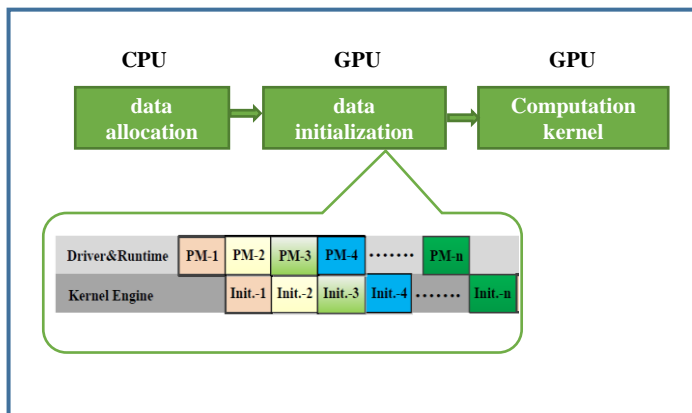 CPU GPU GPU
data allocation
data initialization
Computation kernel
Driver&Runtime PM-1 PM-2 PM-3 PM-4 ....... PM-n
Kernel Engine Init.-1 Init.-2 Init.-3 Init.-4 ....... Init.-n